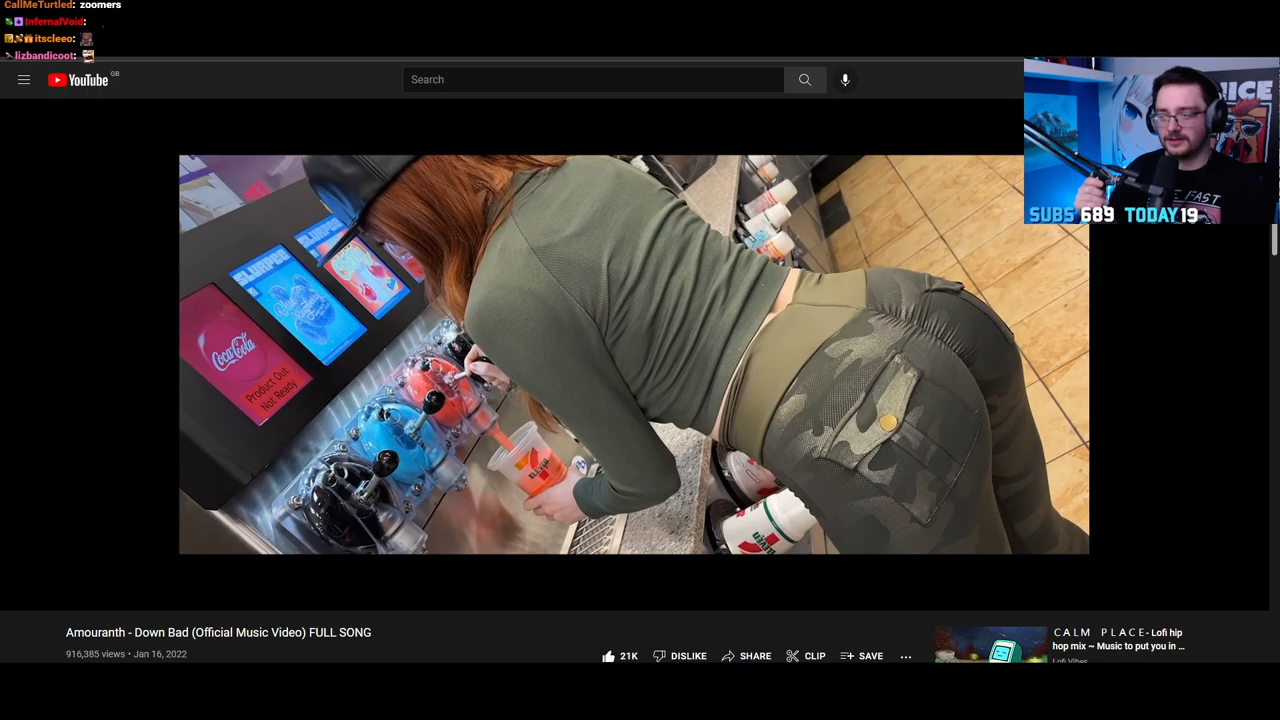 CallMeTurtled: zoomers
InfernalVoid:
itscleeo:
lizbandicoot:
YouTube GB
Search
NICE
FAST
SUBS 689 TODAY 19
SLURPEE
SLURPEE
Coca-Cola
Product Out
Not Ready
ELEVEN
ELEVEN
Amouranth - Down Bad (Official Music Video) FULL SONG
916,385 views • Jan 16, 2022
21K DISLIKE SHARE CLIP SAVE ...
C A L M P L A C E - Lofi hip
hop mix ~ Music to put you in ...
Lofi Vibes